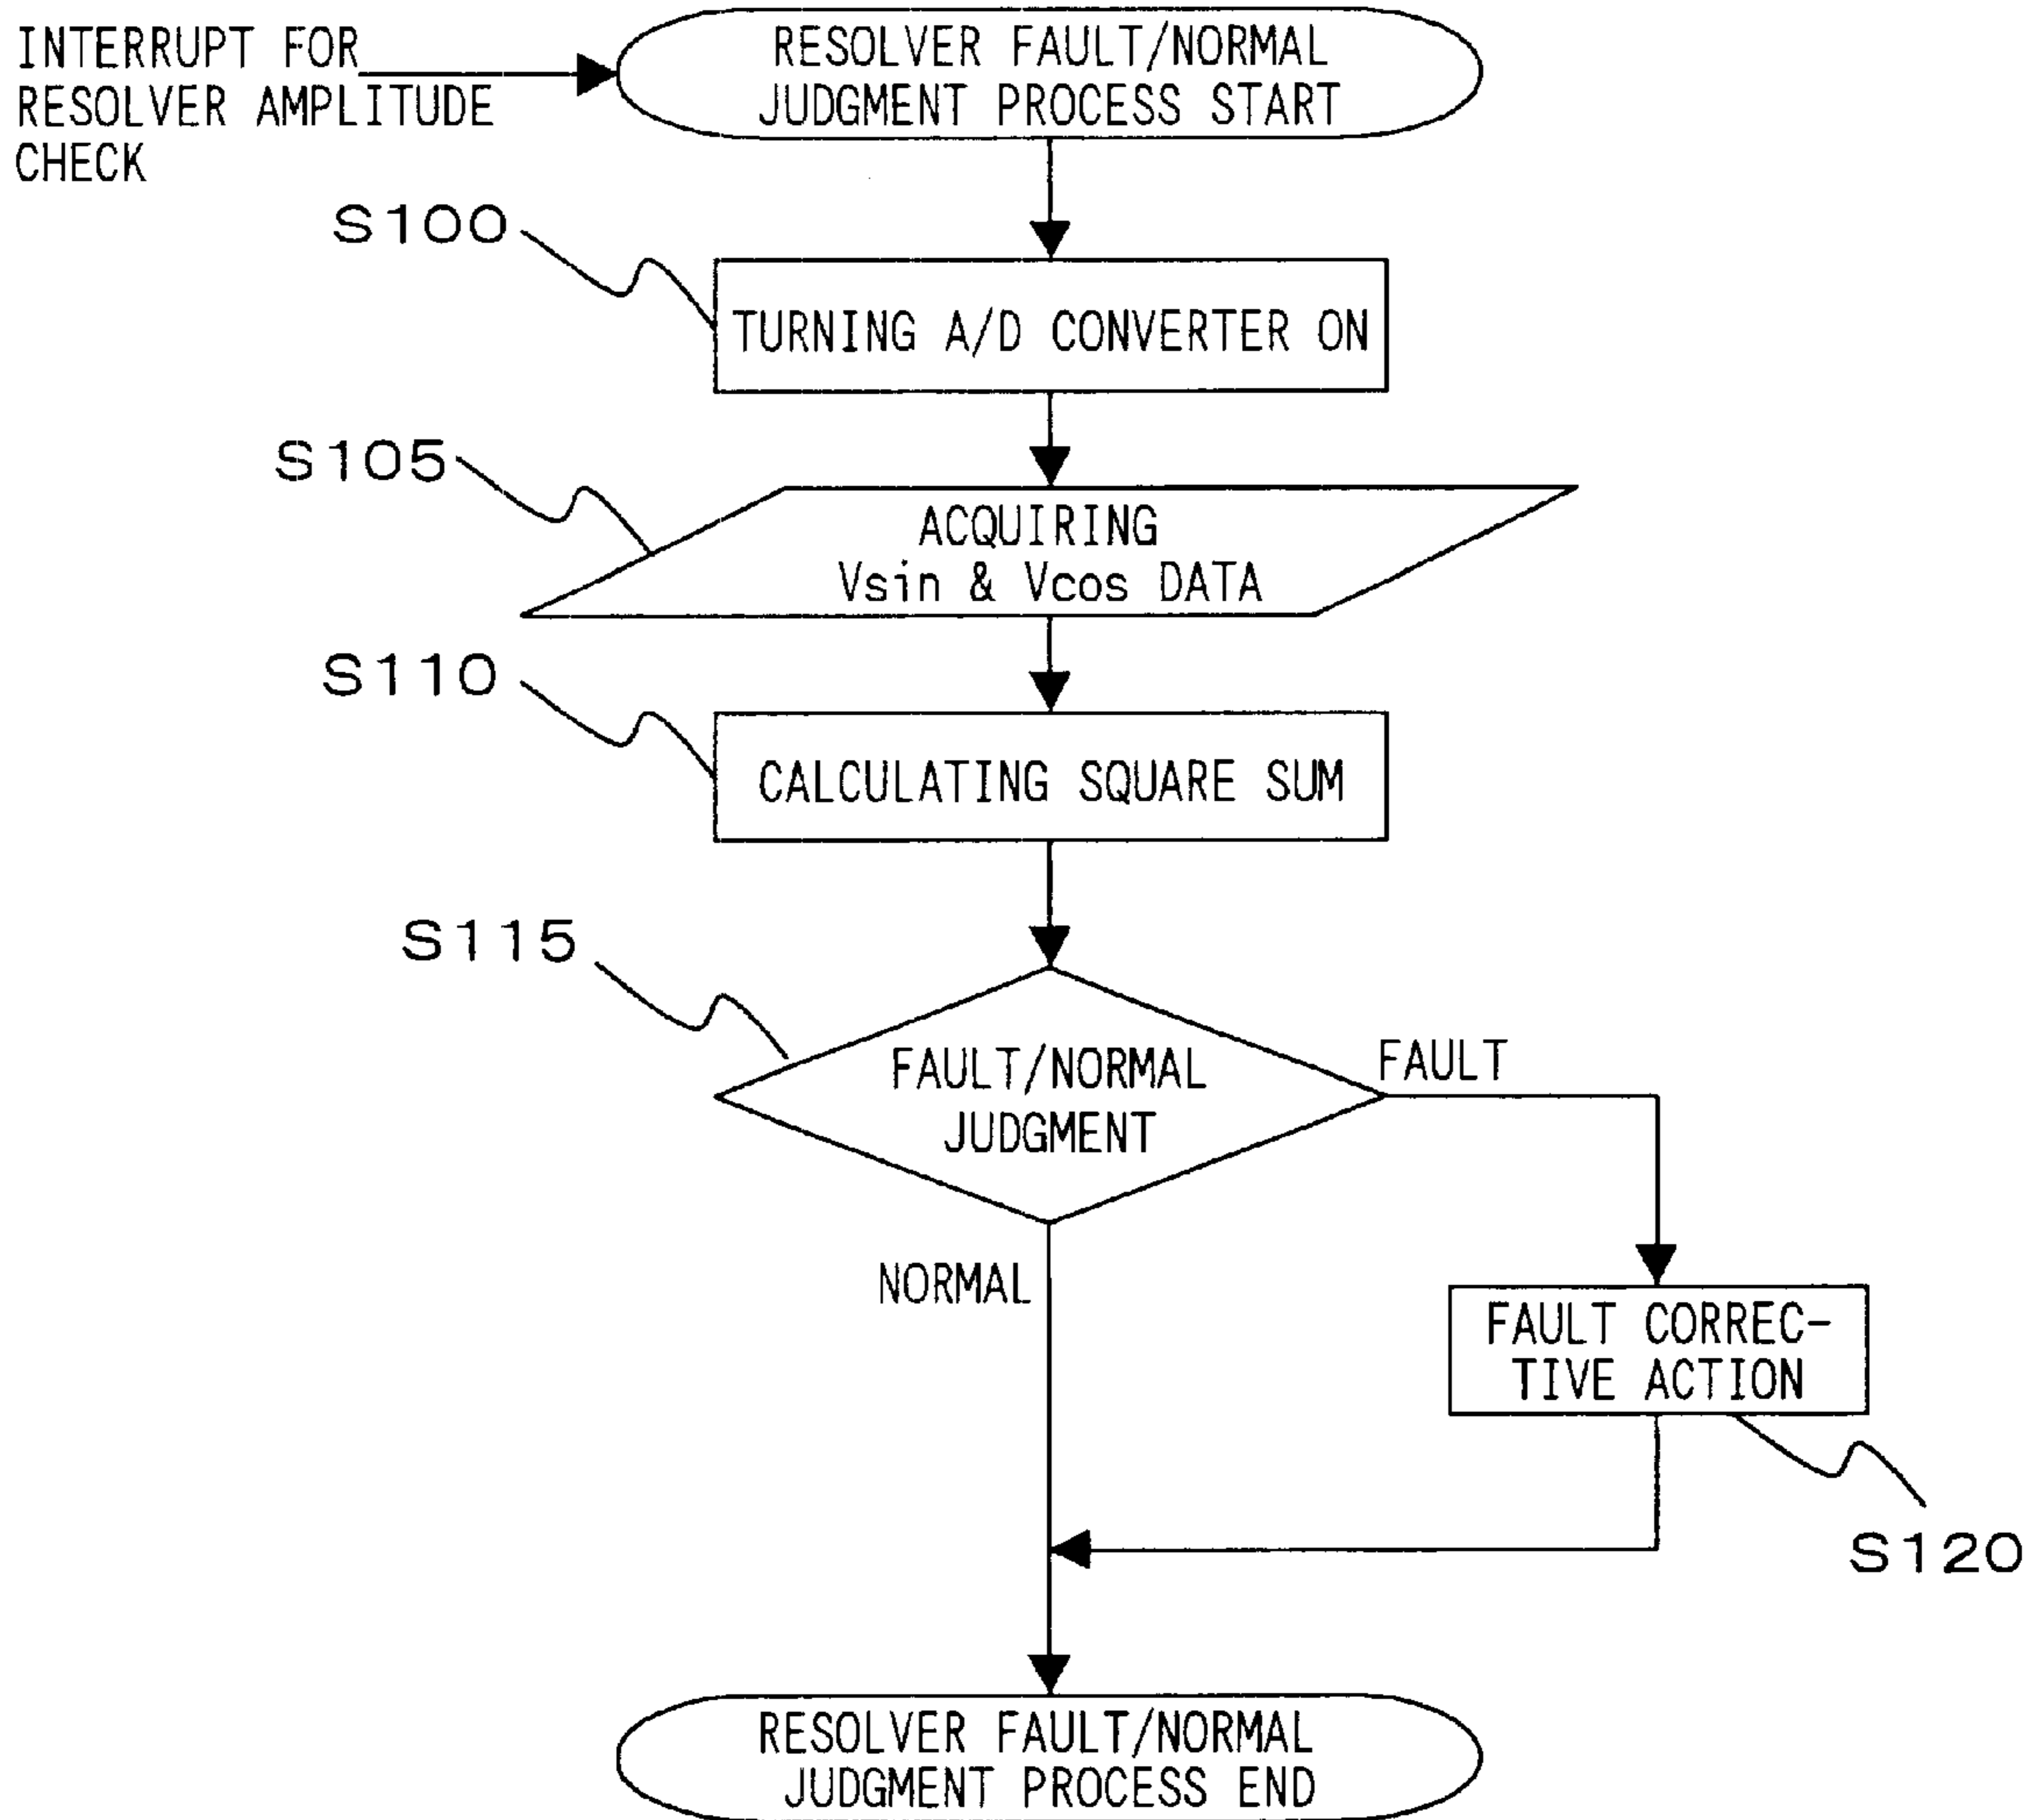 INTERRUPT FOR
RESOLVER AMPLITUDE
CHECK
RESOLVER FAULT/NORMAL
JUDGMENT PROCESS START
S100
TURNING A/D CONVERTER ON
S105
ACQUIRING
Vsin & Vcos DATA
S110
CALCULATING SQUARE SUM
S115
FAULT/NORMAL
JUDGMENT
FAULT
NORMAL
FAULT CORREC-
TIVE ACTION
S120
RESOLVER FAULT/NORMAL
JUDGMENT PROCESS END